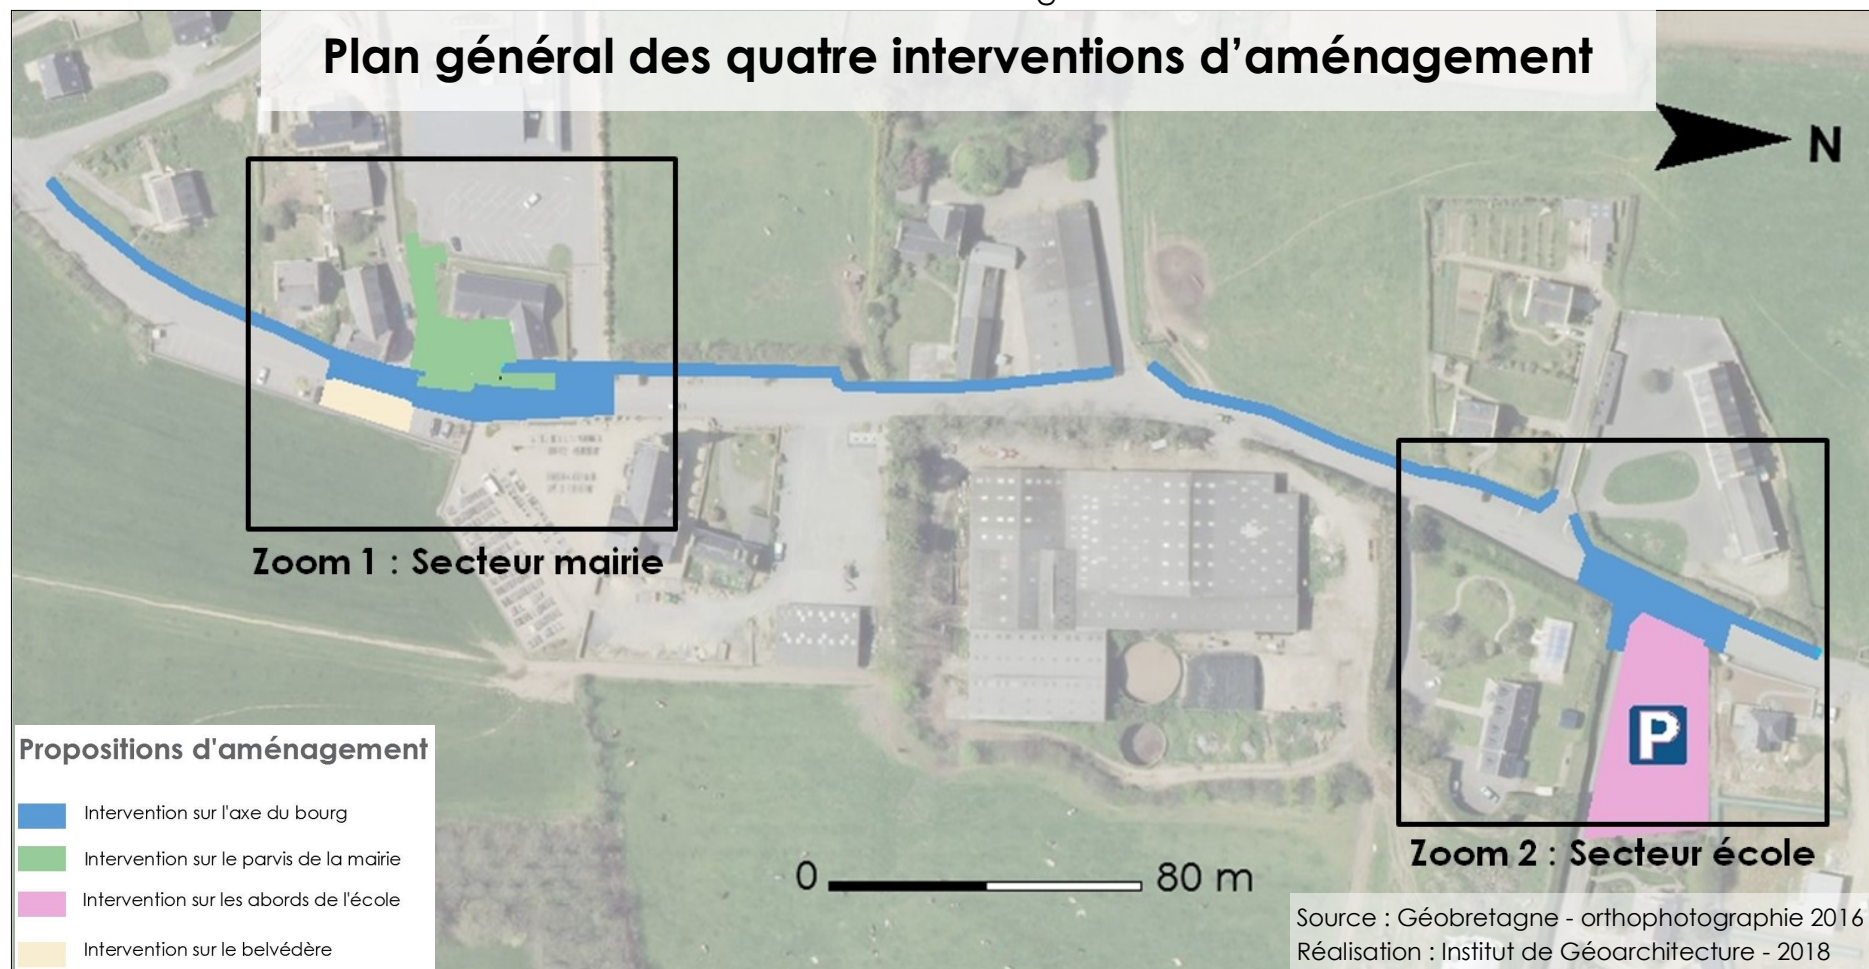 Plan général des quatre interventions d'aménagement
N
Zoom 1 : Secteur mairie
P
Zoom 2 : Secteur école
Propositions d'aménagement
Intervention sur l'axe du bourg
Intervention sur le parvis de la mairie
Intervention sur les abords de l'école
Intervention sur le belvédère
0 80 m
Source : Géobretagne - orthophotographie 2016
Réalisation : Institut de Géoarchitecture - 2018